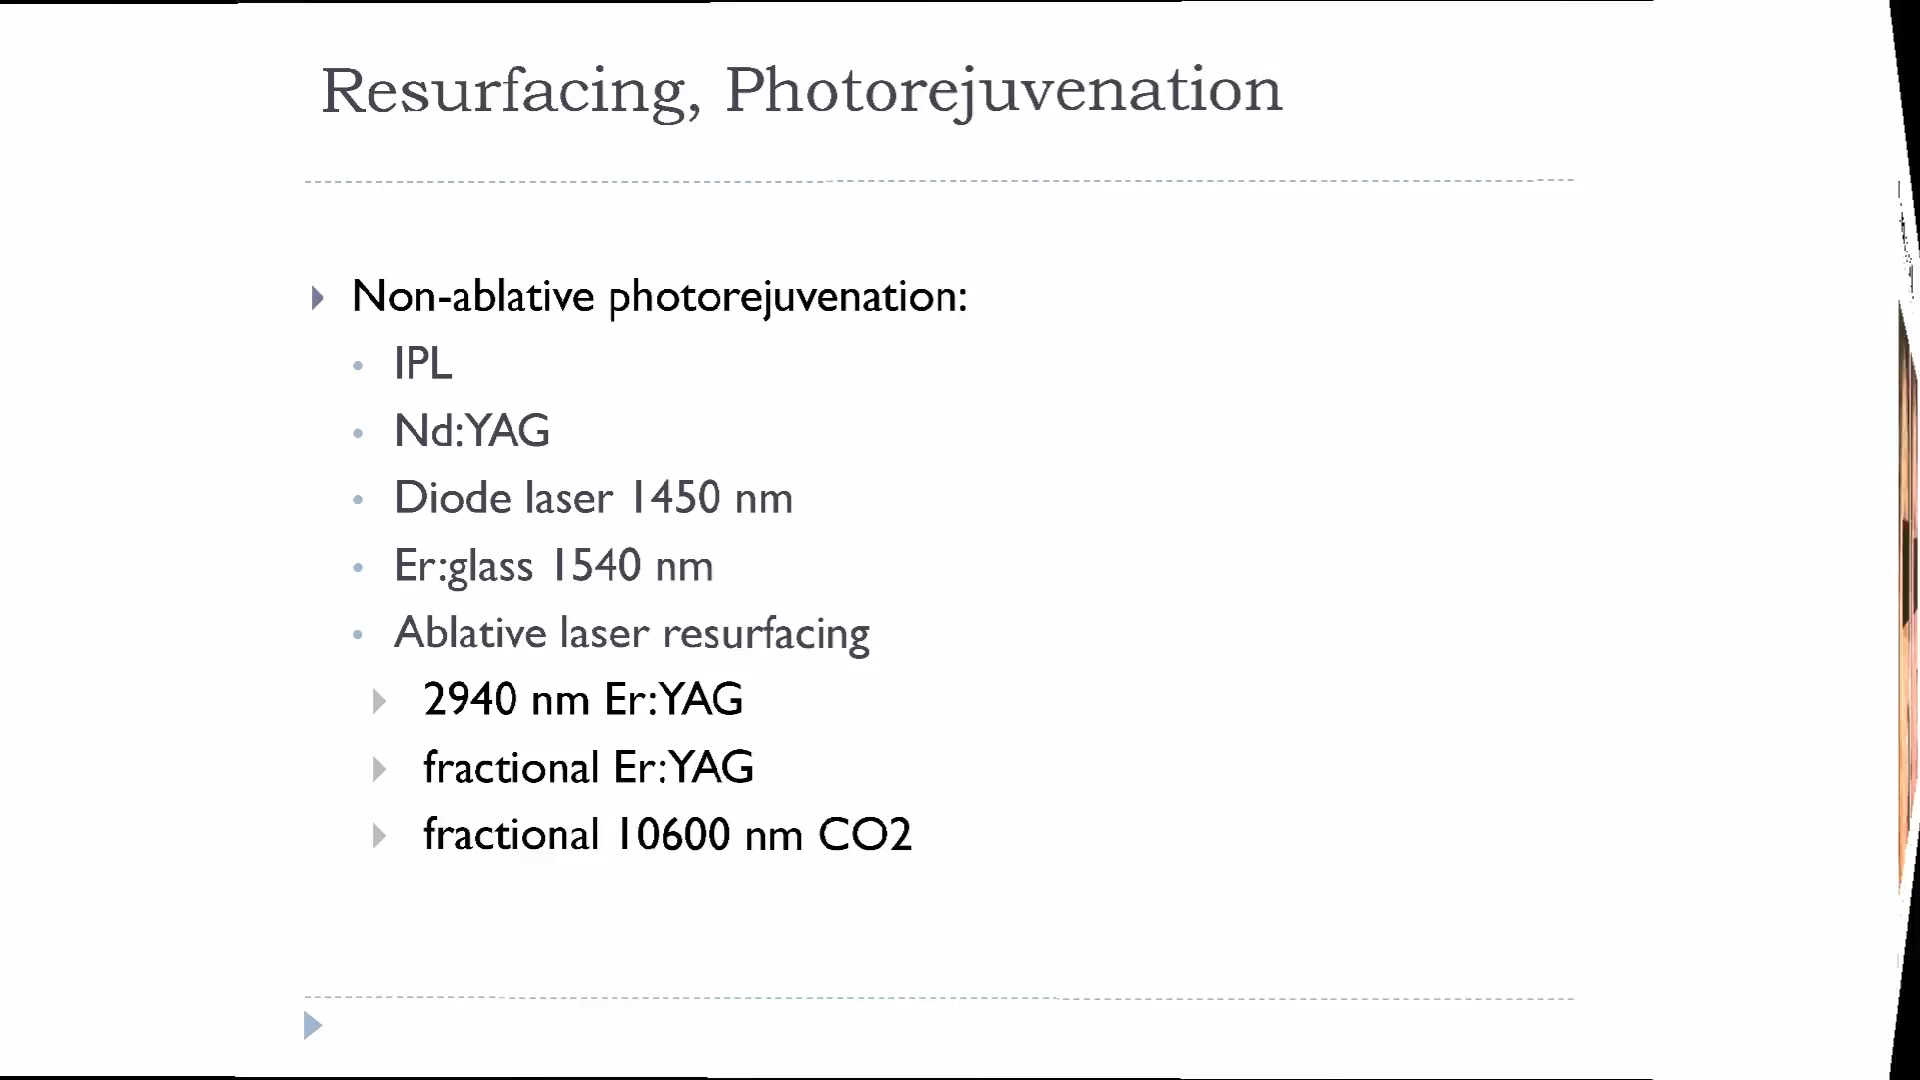 Resurfacing, Photorejuvenation
Non-ablative photorejuvenation:
IPL
Nd:YAG
Diode laser 1450 nm
Er:glass 1540 nm
Ablative laser resurfacing
2940 nm Er:YAG
fractional Er:YAG
fractional 10600 nm CO2